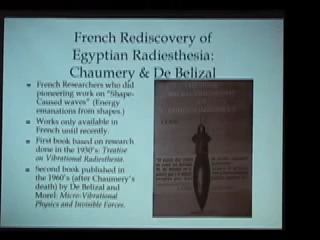 French Rediscovery of
Egyptian Radiesthesia:
Chaumery & De Belizal
French Researchers who did
pioneering work on "Shape-
Caused waves" (Energy
emanations from shapes.)
Works only available in
French until recently.
First book based on research
done in the 1930's: Treatise
on Vibrational Radiesthesia.
Second book published in
the 1960's (after Chaumery's
death) by De Belizal and
Morel: Micro-Vibrational
Physics and Invisible Forces.